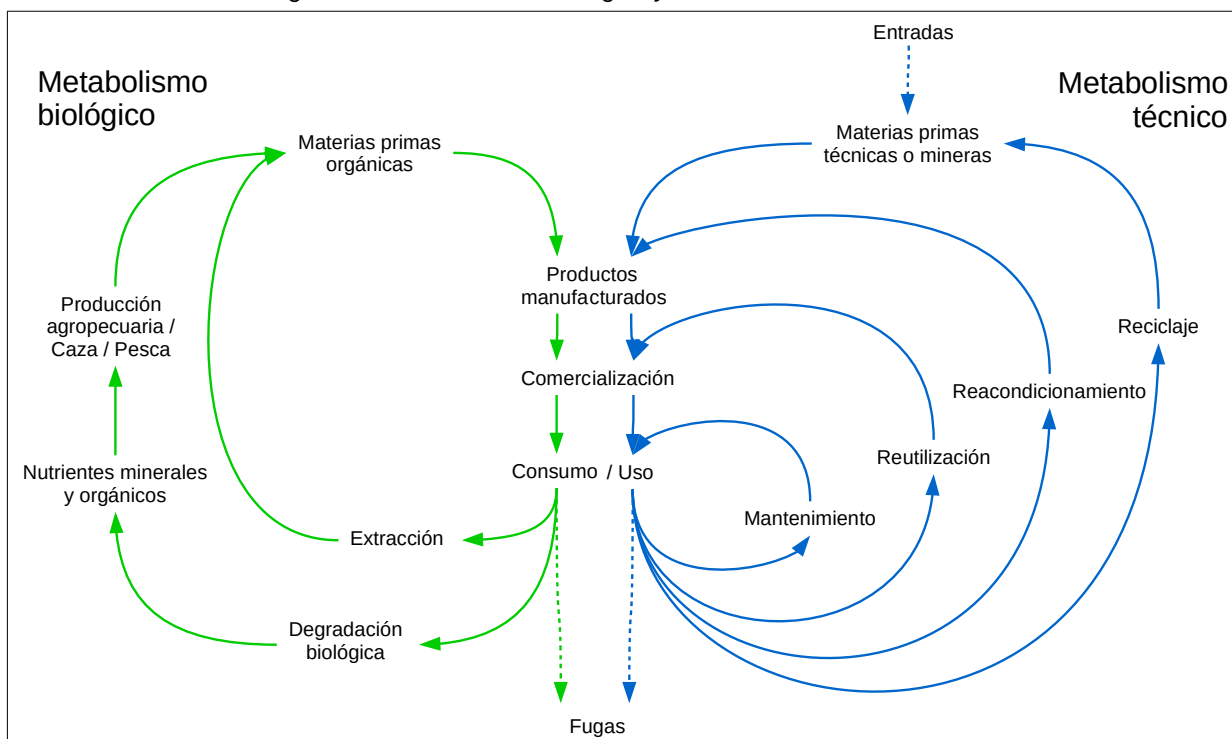 Entradas
Metabolismo
biológico
Metabolismo
técnico
Materias primas
orgánicas
Materias primas
técnicas o mineras
Productos
manufacturados
Producción
agropecuaria /
Caza / Pesca
Reciclaje
Comercialización
Reacondicionamiento
Nutrientes minerales
y orgánicos
Consumo / Uso
Reutilización
Mantenimiento
Extracción
Degradación
biológica
Fugas